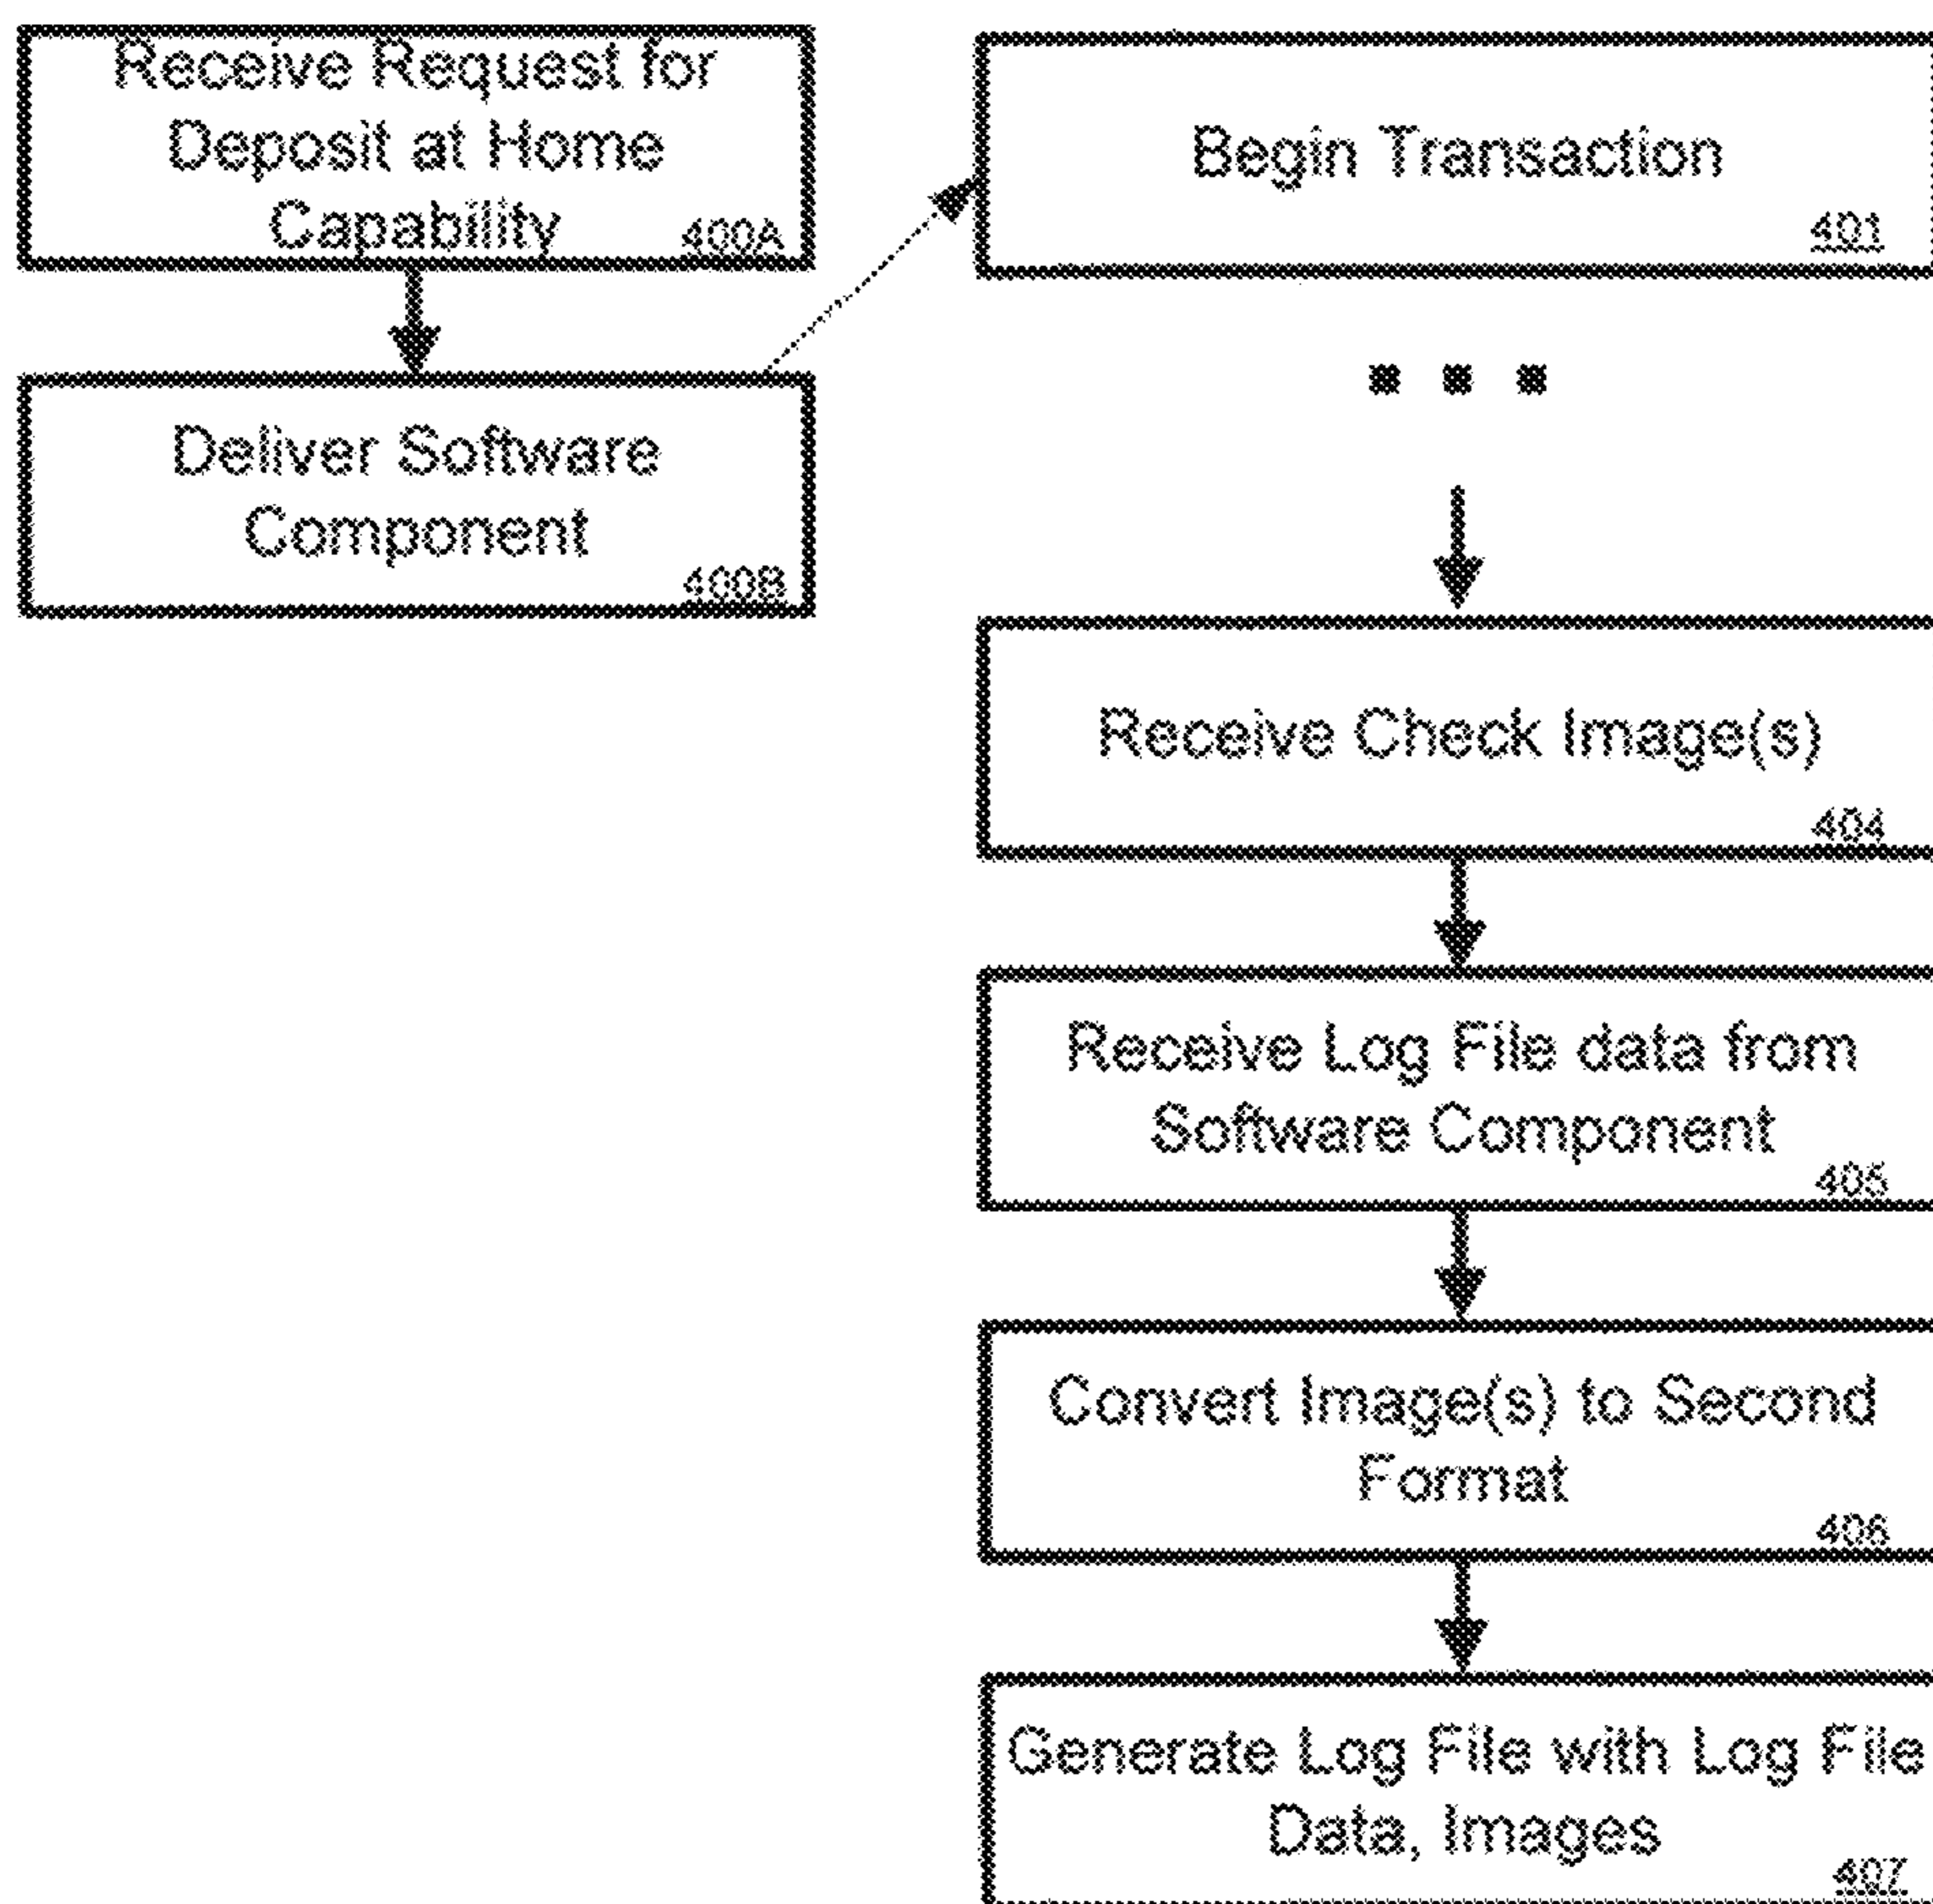 Receive Request for
Deposit at Home
Capability
400A
Deliver Software
Component
400B
Begin Transaction
401
Receive Check Image(s)
404
Receive Log File data from
Software Component
405
Convert Image(s) to Second
Format
406
Generate Log File with Log File
Data, Images
407